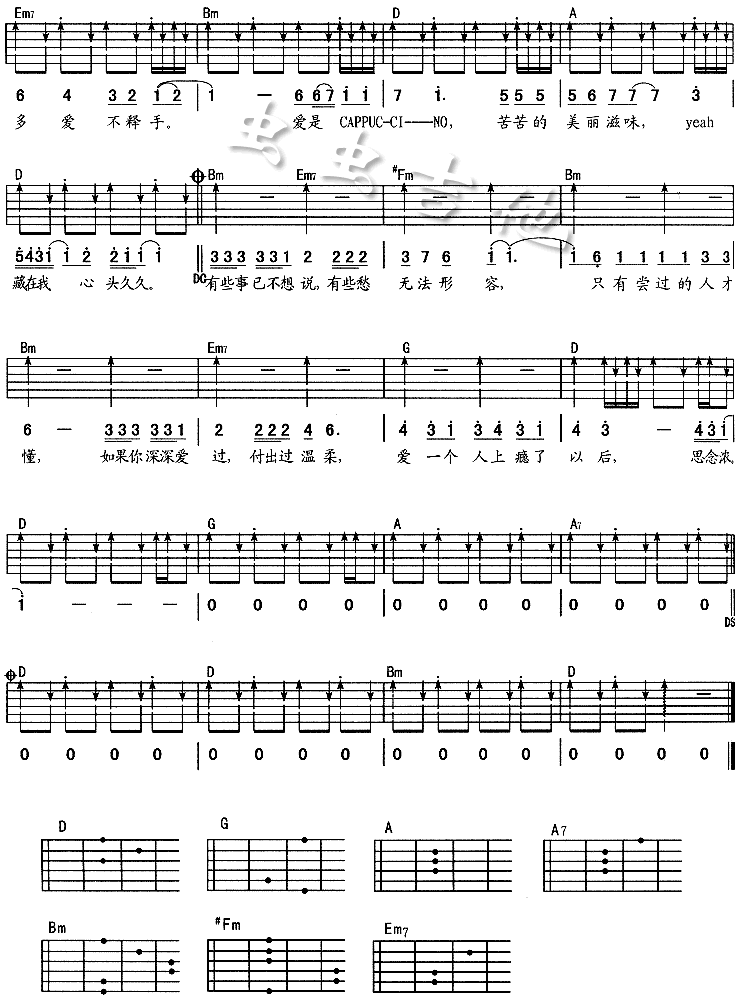 Em7 Bm D A
6 4 3 2 1 2 | 1 — 6 6 7 1 1 | 7 1. 5 5 5 5 | 5 6 7 7 7 3
多 爱 不释 手。 爱是 CAPPUC-CI——NO, 苦苦的 美丽滋味, yeah
虫虫吉他
D Bm Em7 #Fm Bm
5431 1 2 2 1 1 1 || 3 3 3 3 3 1 2 2 2 2 | 3 7 6 1 1. | 1 6 1 1 1 1 3 3
藏在我 心 头久久。 DC 有些事已不想 说,有些愁 无法形 容, 只有尝过的人才
Bm Em7 G D
6 — 3 3 3 3 3 1 | 2 2 2 2 4 6. | 4 3 1 3 4 3 1 | 4 3 — 4 3 1
懂, 如果你深深爱 过, 付出过温柔, 爱 一个 人上瘾了 以后, 思念浓,
D G A A7
1 — — — | 0 0 0 0 | 0 0 0 0 | 0 0 0 0
DS
D D Bm D
0 0 0 0 | 0 0 0 0 | 0 0 0 0 | 0 0 0 0
D G A A7
Bm #Fm Em7